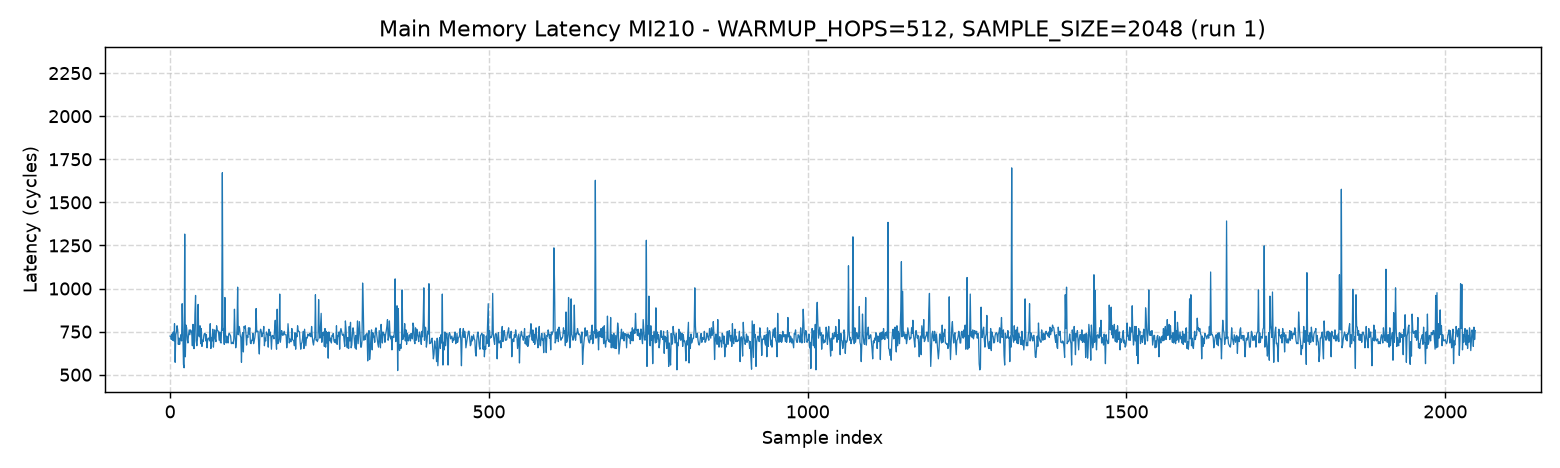 Main Memory Latency MI210 - WARMUP_HOPS=512, SAMPLE_SIZE=2048 (run 1)
Latency (cycles)
2250
2000
1750
1500
1250
1000
750
500
0 500 1000 1500 2000
Sample index